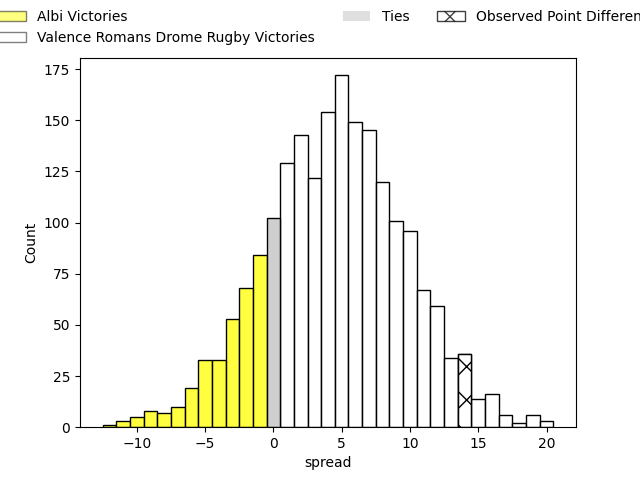 Albi Victories
Ties
Observed Point Differen
Valence Romans Drome Rugby Victories
175
150
125
100
75
50
25
0
Count
−10
−5
0
5
10
15
20
spread